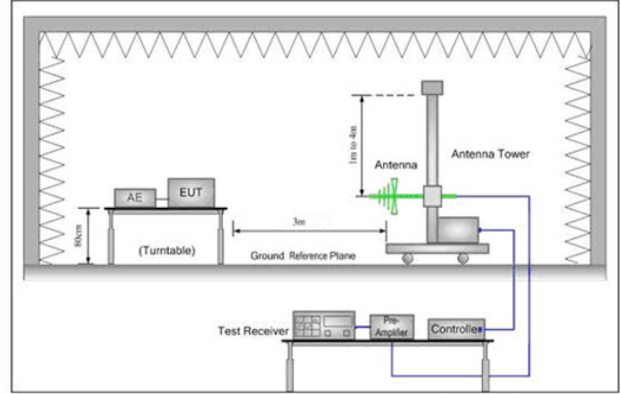 1m to 4m
Antenna
Antenna Tower
AE
EUT
80cm
3m
(Turntable)
Ground Reference Plane
Test Receiver
Pre-
Amplifier
Controller